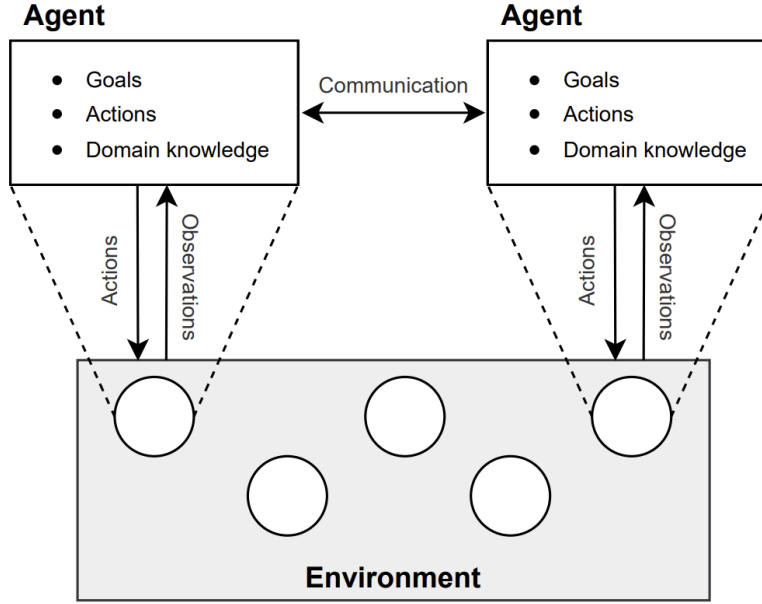 Agent
Agent
Goals
Actions
Domain knowledge
Communication
Goals
Actions
Domain knowledge
Actions
Observations
Actions
Observations
Environment